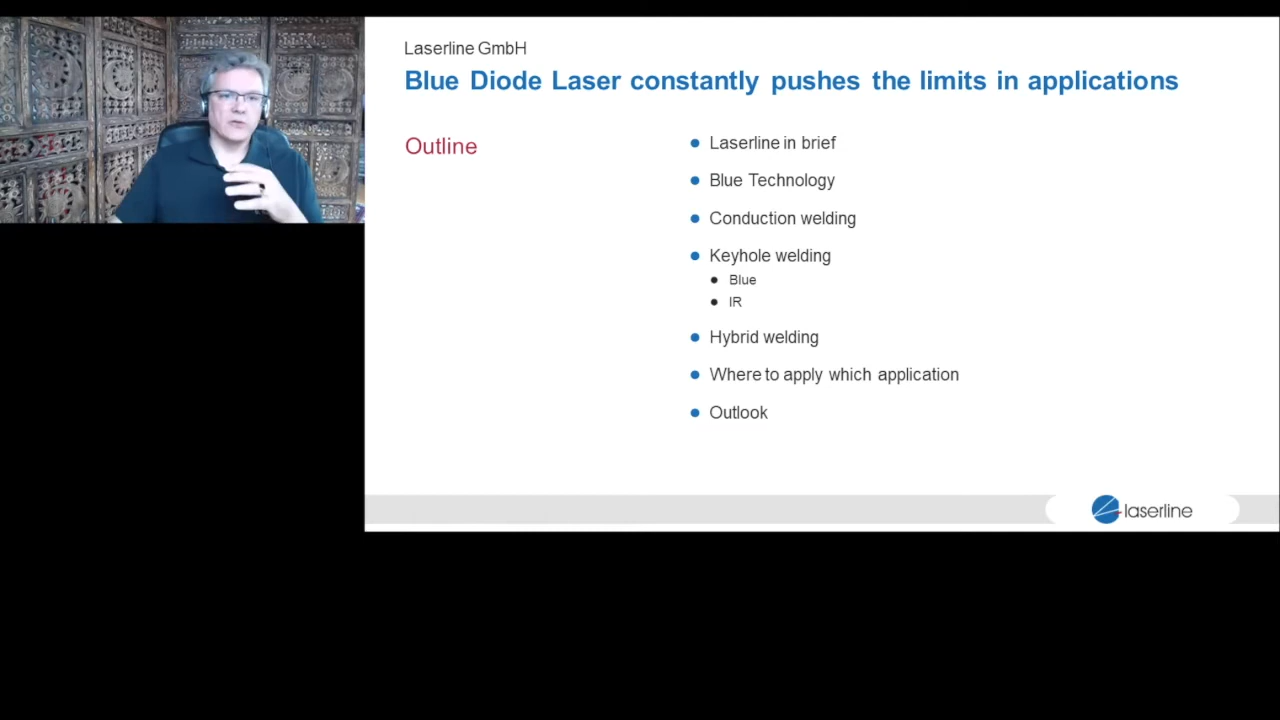 Laserline GmbH
Blue Diode Laser constantly pushes the limits in applications
Outline
Laserline in brief
Blue Technology
Conduction welding
Keyhole welding
Blue
IR
Hybrid welding
Where to apply which application
Outlook
laserline